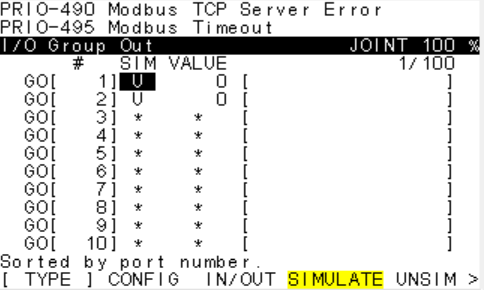 PRIO-490 Modbus TCP Server Error
PRIO-495 Modbus Timeout
I/O Group Out JOINT 100 %
# SIM VALUE 1/100
GO[ 1] U 0 [ ]
GO[ 2] U 0 [ ]
GO[ 3] * * [ ]
GO[ 4] * * [ ]
GO[ 5] * * [ ]
GO[ 6] * * [ ]
GO[ 7] * * [ ]
GO[ 8] * * [ ]
GO[ 9] * * [ ]
GO[ 10] * * [ ]
Sorted by port number.
[ TYPE ] CONFIG IN/OUT SIMULATE UNSIM >